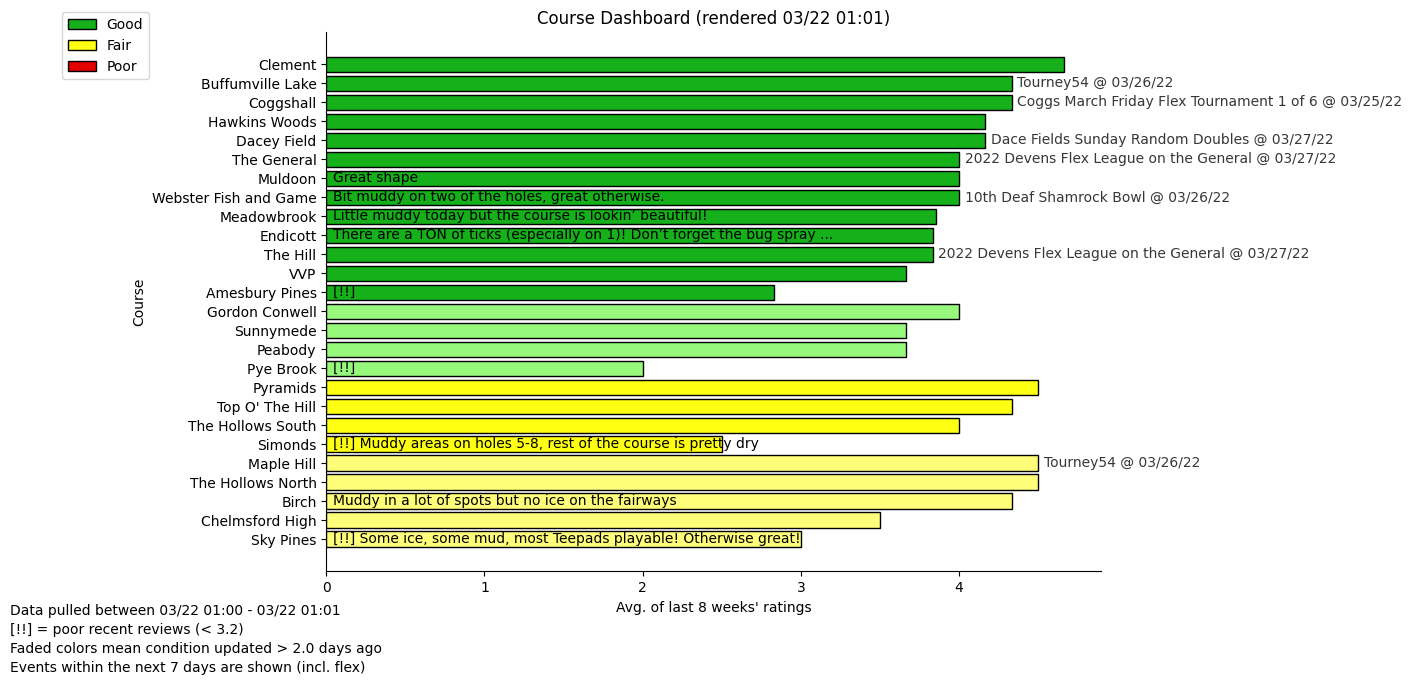 Course Dashboard (rendered 03/22 01:01)
Good
Fair
Poor
Course
Clement
Buffumville Lake Tourney54 @ 03/26/22
Coggshall Coggs March Friday Flex Tournament 1 of 6 @ 03/25/22
Hawkins Woods
Dacey Field Dace Fields Sunday Random Doubles @ 03/27/22
The General 2022 Devens Flex League on the General @ 03/27/22
Muldoon Great shape
Webster Fish and Game Bit muddy on two of the holes, great otherwise. 10th Deaf Shamrock Bowl @ 03/26/22
Meadowbrook Little muddy today but the course is lookin’ beautiful!
Endicott There are a TON of ticks (especially on 1)! Don’t forget the bug spray ...
The Hill 2022 Devens Flex League on the General @ 03/27/22
VVP
Amesbury Pines [!!]
Gordon Conwell
Sunnymede
Peabody
Pye Brook [!!]
Pyramids
Top O' The Hill
The Hollows South
Simonds [!!] Muddy areas on holes 5-8, rest of the course is pretty dry
Maple Hill Tourney54 @ 03/26/22
The Hollows North
Birch Muddy in a lot of spots but no ice on the fairways
Chelmsford High
Sky Pines [!!] Some ice, some mud, most Teepads playable! Otherwise great!
0 1 2 3 4
Avg. of last 8 weeks' ratings
Data pulled between 03/22 01:00 - 03/22 01:01
[!!] = poor recent reviews (< 3.2)
Faded colors mean condition updated > 2.0 days ago
Events within the next 7 days are shown (incl. flex)